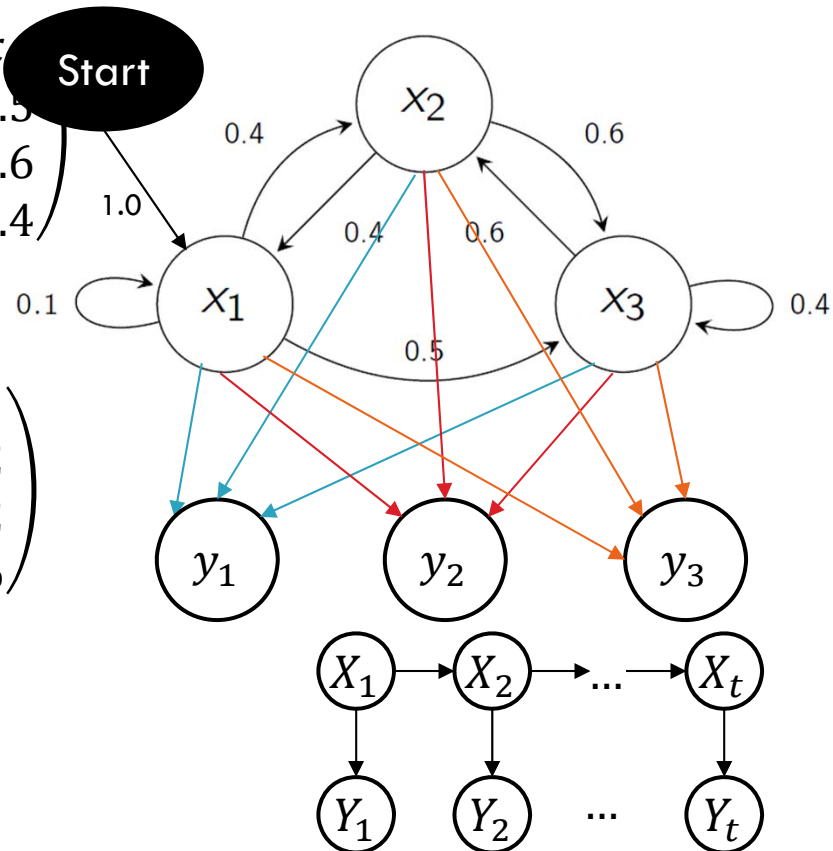 Start
.5
.6
.4
x₂
0.4
0.6
1.0
0.4
0.6
0.1
x₁
x₃
0.4
0.5
y₁
y₂
y₃
X₁ X₂ ... Xₜ
Y₁ Y₂ ... Yₜ